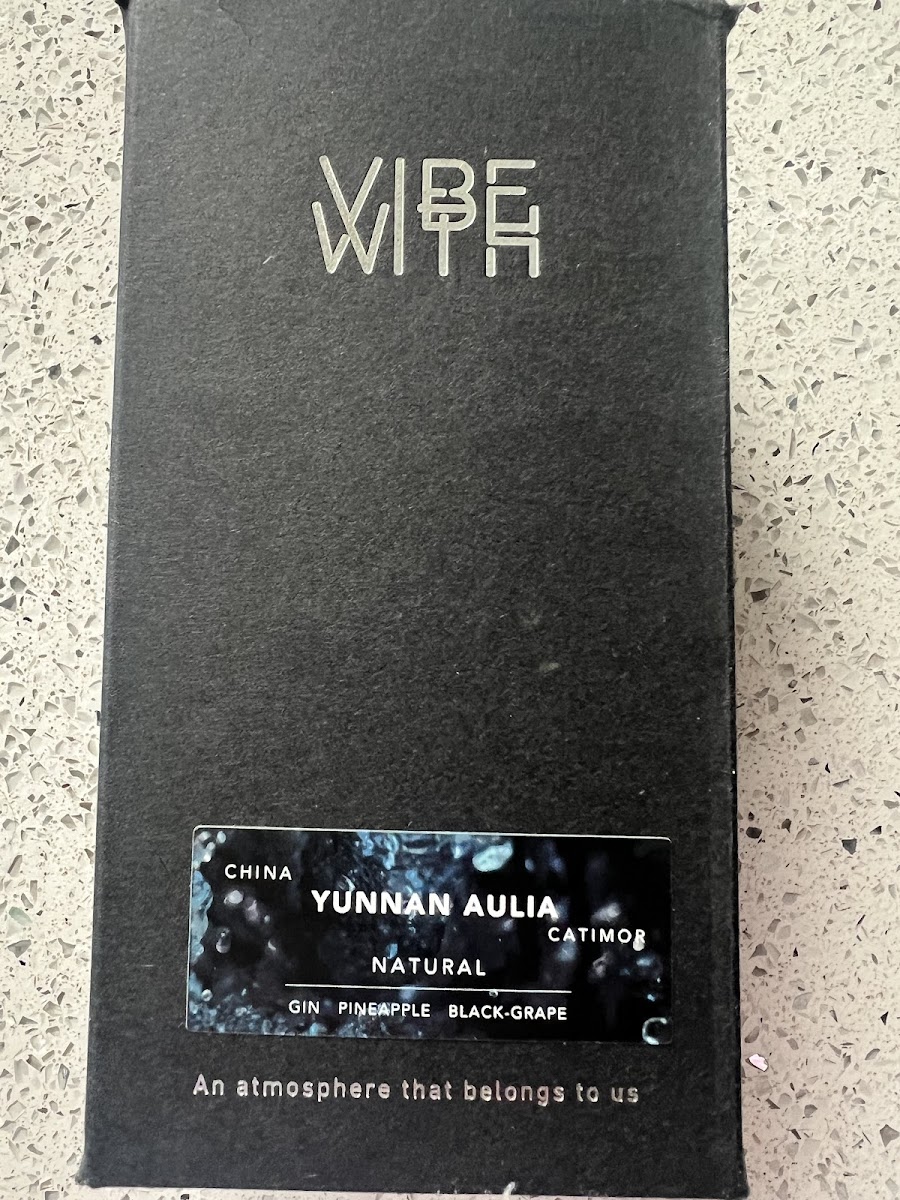 VIBE
WITH
CHINA
YUNNAN AULIA
CATIMOR
NATURAL
GIN PINEAPPLE BLACK-GRAPE
An atmosphere that belongs to us